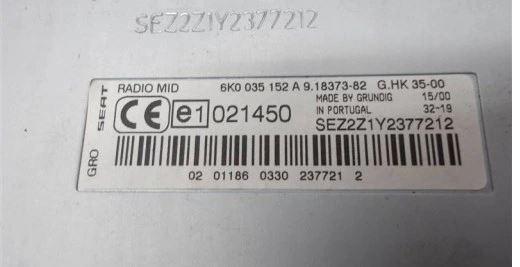 SEZ2Z1Y2377212
GRO SEAT
RADIO MID 6K0 035 152 A 9.18373-82 G.HK 35-00
CE e1 021450
MADE BY GRUNDIG 15/00
IN PORTUGAL 32-19
SEZ2Z1Y2377212
02 01186 0330 237721 2